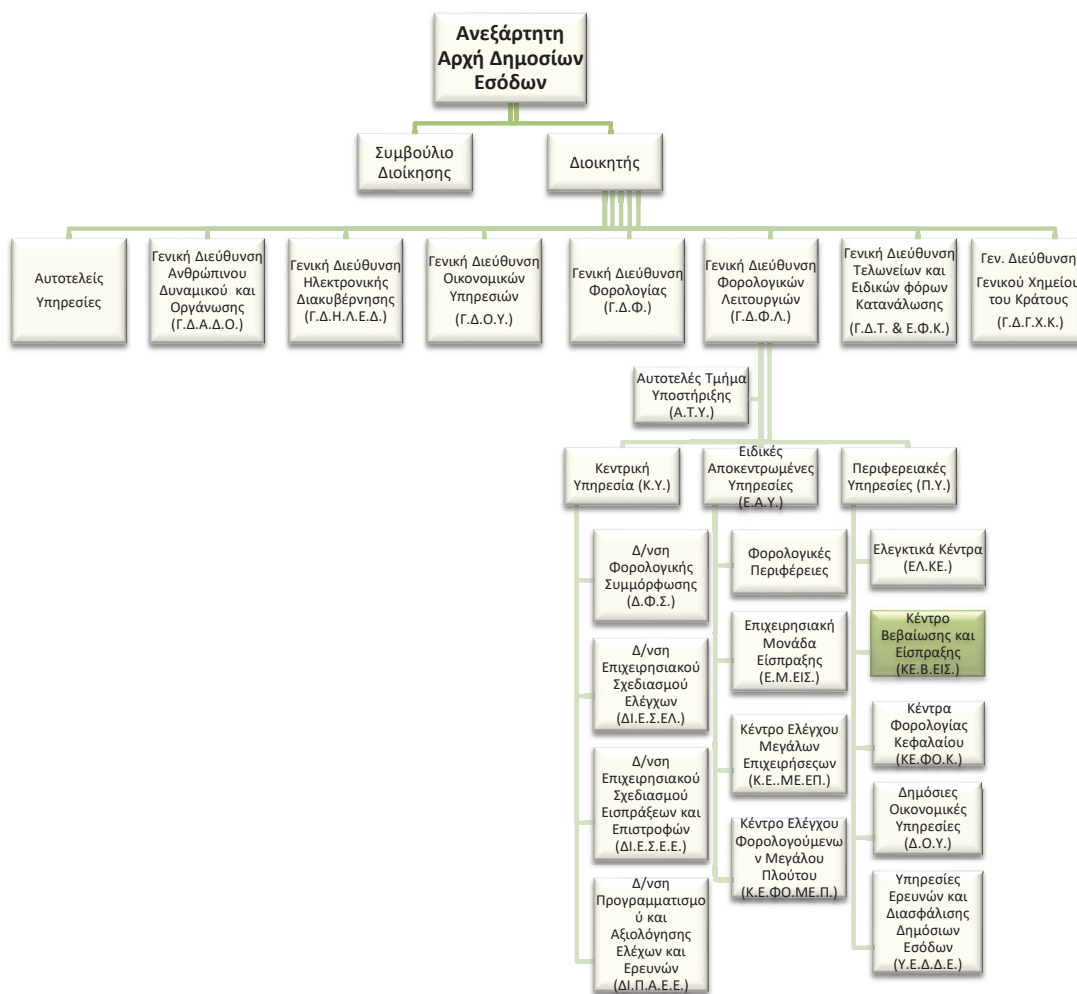 Ανεξάρτητη
Αρχή Δημοσίων
Εσόδων
Συμβούλιο
Διοίκησης
Διοικητής
Αυτοτελείς
Υπηρεσίες
Γενική Διεύθυνση
Ανθρώπινου
Δυναμικού και
Οργάνωσης
(Γ.Δ.Α.Δ.Ο.)
Γενική Διεύθυνση
Ηλεκτρονικής
Διακυβέρνησης
(Γ.Δ.Η.Λ.Ε.Δ.)
Γενική Διεύθυνση
Οικονομικών
Υπηρεσιών
(Γ.Δ.Ο.Υ.)
Γενική Διεύθυνση
Φορολογίας
(Γ.Δ.Φ.)
Γενική Διεύθυνση
Φορολογικών
Λειτουργιών
(Γ.Δ.Φ.Λ.)
Γενική Διεύθυνση
Τελωνείων και
Ειδικών φόρων
Κατανάλωσης
(Γ.Δ.Τ. & Ε.Φ.Κ.)
Γεν. Διεύθυνση
Γενικού Χημείου
του Κράτους
(Γ.Δ.Γ.Χ.Κ.)
Αυτοτελές Τμήμα
Υποστήριξης
(Α.Τ.Υ.)
Κεντρική
Υπηρεσία (Κ.Υ.)
Δ/νση
Φορολογικής
Συμμόρφωσης
(Δ.Φ.Σ.)
Δ/νση
Επιχειρησιακού
Σχεδιασμού
Ελέγχων
(ΔΙ.Ε.Σ.ΕΛ.)
Δ/νση
Επιχειρησιακού
Σχεδιασμού
Εισπράξεων και
Επιστροφών
(ΔΙ.Ε.Σ.Ε.Ε.)
Δ/νση
Προγραμματισμο
ύ και
Αξιολόγησης
Ελέχων και
Ερευνών
(ΔΙ.Π.Α.Ε.Ε.)
Ειδικές
Αποκεντρωμένες
Υπηρεσίες
(Ε.Α.Υ.)
Φορολογικές
Περιφέρειες
Επιχειρησιακή
Μονάδα
Είσπραξης
(Ε.Μ.ΕΙΣ.)
Κέντρο Ελέγχου
Μεγάλων
Επιχειρήσεςων
(Κ.Ε..ΜΕ.ΕΠ.)
Κέντρο Ελέγχου
Φορολογούμενω
ν Μεγάλου
Πλούτου
(Κ.Ε.ΦΟ.ΜΕ.Π.)
Περιφερειακές
Υπηρεσίες (Π.Υ.)
Ελεγκτικά Κέντρα
(ΕΛ.ΚΕ.)
Κέντρο
Βεβαίωσης και
Είσπραξης
(ΚΕ.Β.ΕΙΣ.)
Κέντρα
Φορολογίας
Κεφαλαίου
(ΚΕ.ΦΟ.Κ.)
Δημόσιες
Οικονομικές
Υπηρεσίες
(Δ.Ο.Υ.)
Υπηρεσίες
Ερευνών και
Διασφάλισης
Δημόσιων
Εσόδων
(Υ.Ε.Δ.Δ.Ε.)